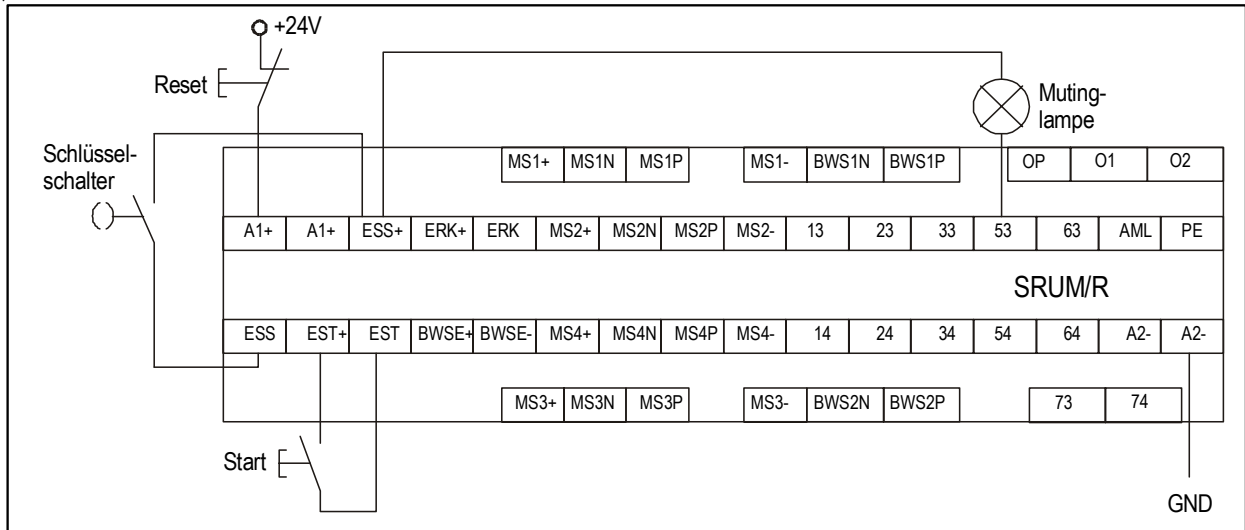 +24V
Reset
Muting-
lampe
Schlüssel-
schalter
MS1+ MS1N MS1P MS1- BWS1N BWS1P OP O1 O2
A1+ A1+ ESS+ ERK+ ERK MS2+ MS2N MS2P MS2- 13 23 33 53 63 AML PE
SRUM/R
ESS EST+ EST BWSE+ BWSE- MS4+ MS4N MS4P MS4- 14 24 34 54 64 A2- A2-
MS3+ MS3N MS3P MS3- BWS2N BWS2P 73 74
Start
GND